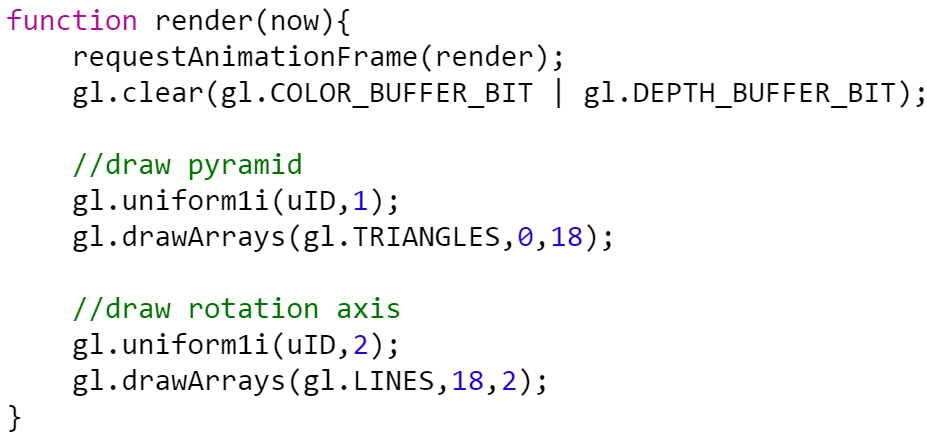 function render(now){
    requestAnimationFrame(render);
    gl.clear(gl.COLOR_BUFFER_BIT | gl.DEPTH_BUFFER_BIT);

    //draw pyramid
    gl.uniform1i(uID,1);
    gl.drawArrays(gl.TRIANGLES,0,18);

    //draw rotation axis
    gl.uniform1i(uID,2);
    gl.drawArrays(gl.LINES,18,2);
}